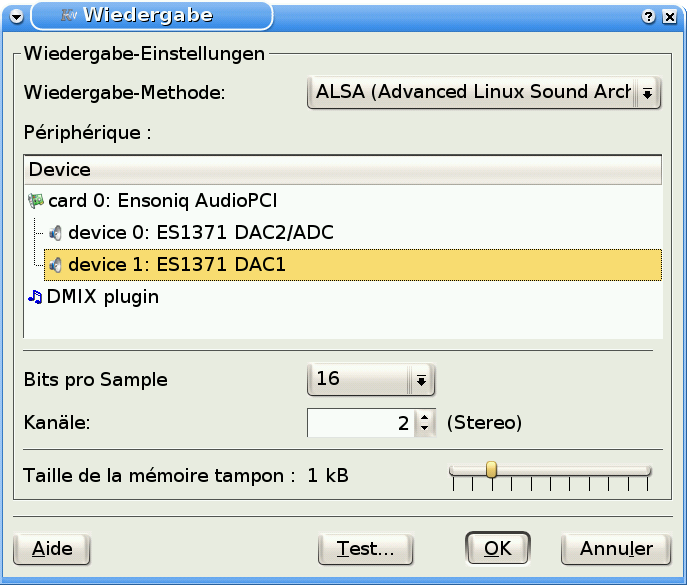 Wiedergabe
Wiedergabe-Einstellungen
Wiedergabe-Methode: ALSA (Advanced Linux Sound Arch
Périphérique :
Device
card 0: Ensoniq AudioPCI
device 0: ES1371 DAC2/ADC
device 1: ES1371 DAC1
DMIX plugin
Bits pro Sample 16
Kanäle: 2 (Stereo)
Taille de la mémoire tampon : 1 kB
Aide Test... OK Annuler